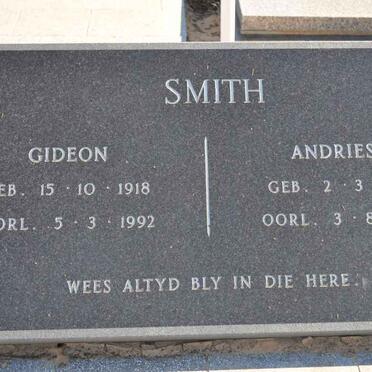 SMITH
GIDEON
EB. 15 · 10 · 1918
ORL. 5 · 3 · 1992
ANDRIES
GEB. 2 · 3
OORL. 3 · 8
WEES ALTYD BLY IN DIE HERE.